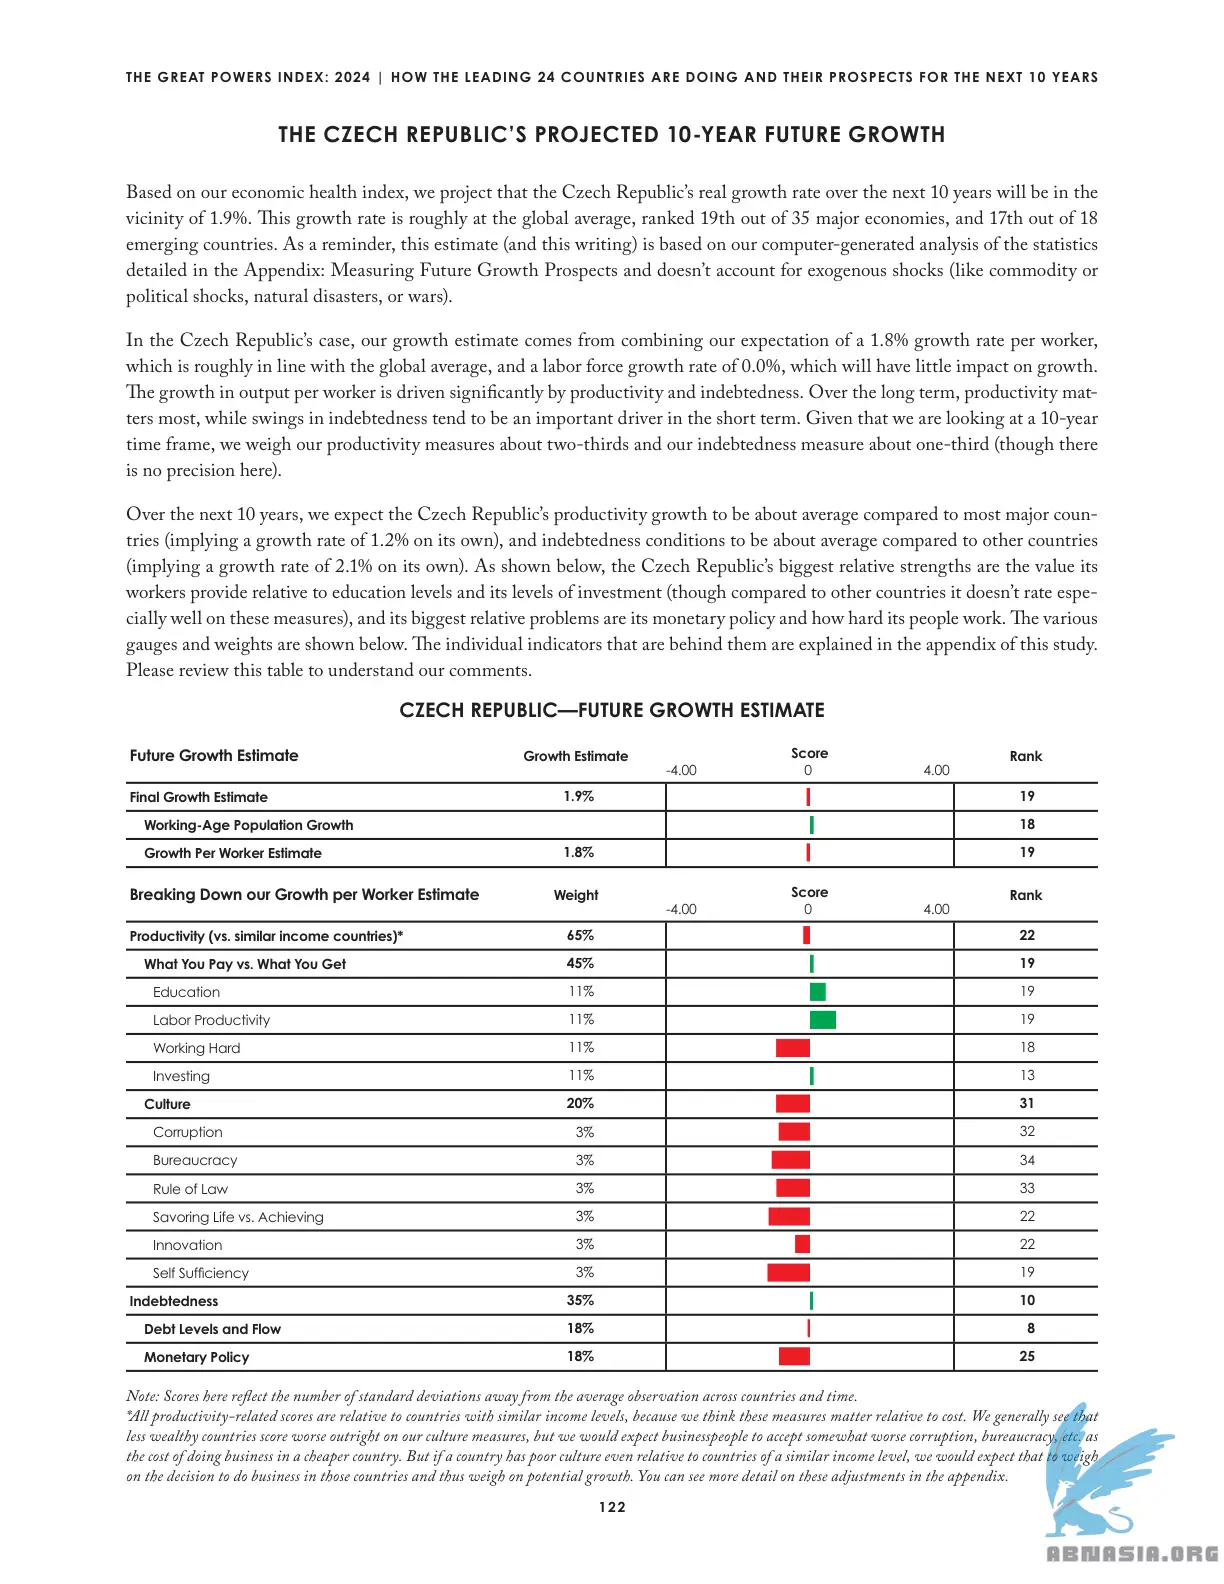 THE GREAT POWERS INDEX: 2024 | HOW THE LEADING 24 COUNTRIES ARE DOING AND THEIR PROSPECTS FOR THE NEXT 10 YEARS
THE CZECH REPUBLIC'S PROJECTED 10-YEAR FUTURE GROWTH
Based on our economic health index, we project that the Czech Republic's real growth rate over the next 10 years will be in the
vicinity of 1.9%. This growth rate is roughly at the global average, ranked 19th out of 35 major economies, and 17th out of 18
emerging countries. As a reminder, this estimate (and this writing) is based on our computer-generated analysis of the statistics
detailed in the Appendix: Measuring Future Growth Prospects and doesn't account for exogenous shocks (like commodity or
political shocks, natural disasters, or wars).
In the Czech Republic's case, our growth estimate comes from combining our expectation of a 1.8% growth rate per worker,
which is roughly in line with the global average, and a labor force growth rate of 0.0%, which will have little impact on growth.
The growth in output per worker is driven significantly by productivity and indebtedness. Over the long term, productivity mat-
ters most, while swings in indebtedness tend to be an important driver in the short term. Given that we are looking at a 10-year
time frame, we weigh our productivity measures about two-thirds and our indebtedness measure about one-third (though there
is no precision here).
Over the next 10 years, we expect the Czech Republic's productivity growth to be about average compared to most major coun-
tries (implying a growth rate of 1.2% on its own), and indebtedness conditions to be about average compared to other countries
(implying a growth rate of 2.1% on its own). As shown below, the Czech Republic's biggest relative strengths are the value its
workers provide relative to education levels and its levels of investment (though compared to other countries it doesn't rate espe-
cially well on these measures), and its biggest relative problems are its monetary policy and how hard its people work. The various
gauges and weights are shown below. The individual indicators that are behind them are explained in the appendix of this study.
Please review this table to understand our comments.
CZECH REPUBLIC—FUTURE GROWTH ESTIMATE
Future Growth Estimate Growth Estimate Score Rank
-4.00 0 4.00
Final Growth Estimate 1.9% 19
Working-Age Population Growth 18
Growth Per Worker Estimate 1.8% 19
Breaking Down our Growth per Worker Estimate Weight Score Rank
-4.00 0 4.00
Productivity (vs. similar income countries)* 65% 22
What You Pay vs. What You Get 45% 19
Education 11% 19
Labor Productivity 11% 19
Working Hard 11% 18
Investing 11% 13
Culture 20% 31
Corruption 3% 32
Bureaucracy 3% 34
Rule of Law 3% 33
Savoring Life vs. Achieving 3% 22
Innovation 3% 22
Self Sufficiency 3% 19
Indebtedness 35% 10
Debt Levels and Flow 18% 8
Monetary Policy 18% 25
Note: Scores here reflect the number of standard deviations away from the average observation across countries and time.
*All productivity-related scores are relative to countries with similar income levels, because we think these measures matter relative to cost. We generally see that
less wealthy countries score worse outright on our culture measures, but we would expect businesspeople to accept somewhat worse corruption, bureaucracy, etc. as
the cost of doing business in a cheaper country. But if a country has poor culture even relative to countries of a similar income level, we would expect that to weigh
on the decision to do business in those countries and thus weigh on potential growth. You can see more detail on these adjustments in the appendix.
122
ABNASIA.ORG